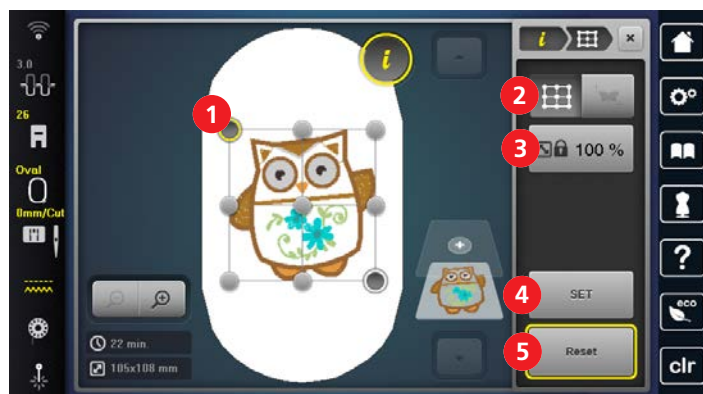 3.0
26
Oval
0mm/Cut
1
i
2
3
100 %
4
SET
5
Reset
22 min.
105x108 mm
i
?
eco
clr